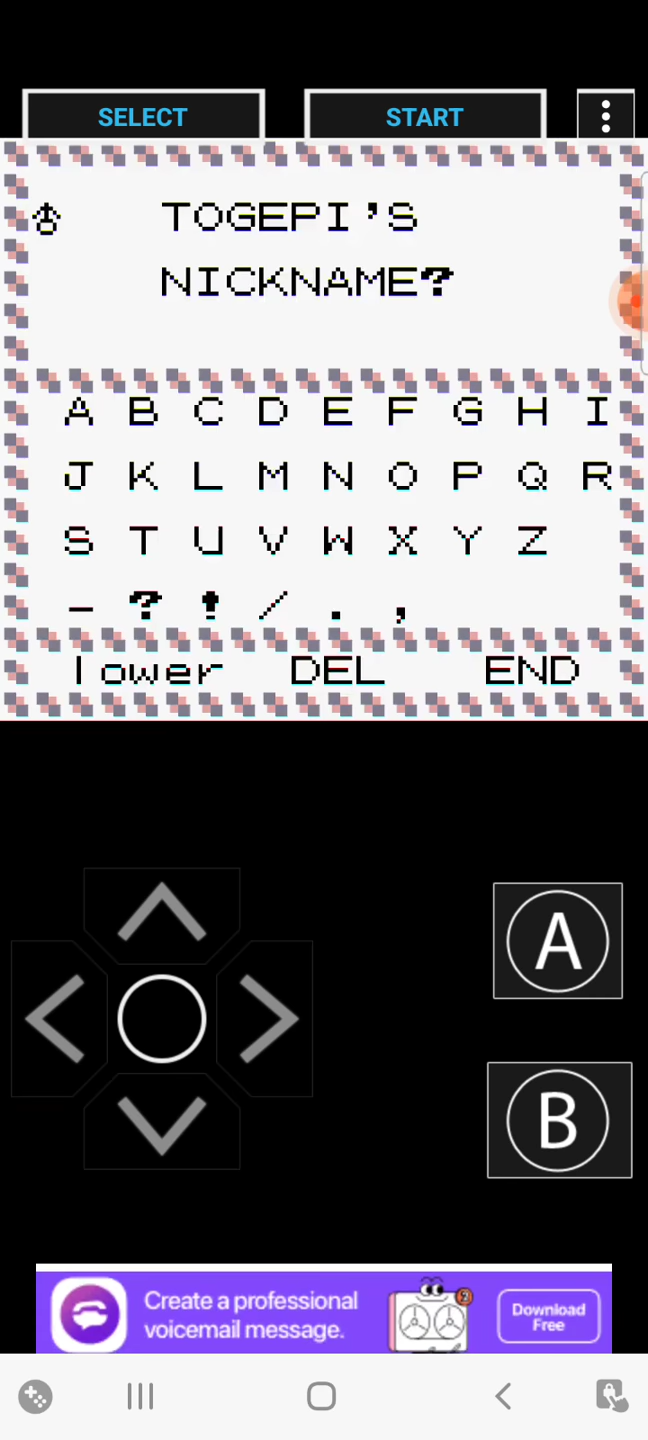 SELECT START
TOGEPI'S
NICKNAME?
A B C D E F G H I
J K L M N O P Q R
S T U V W X Y Z
- ? ! / . ,
lower DEL END
A
B
Create a professional
voicemail message.
Download
Free